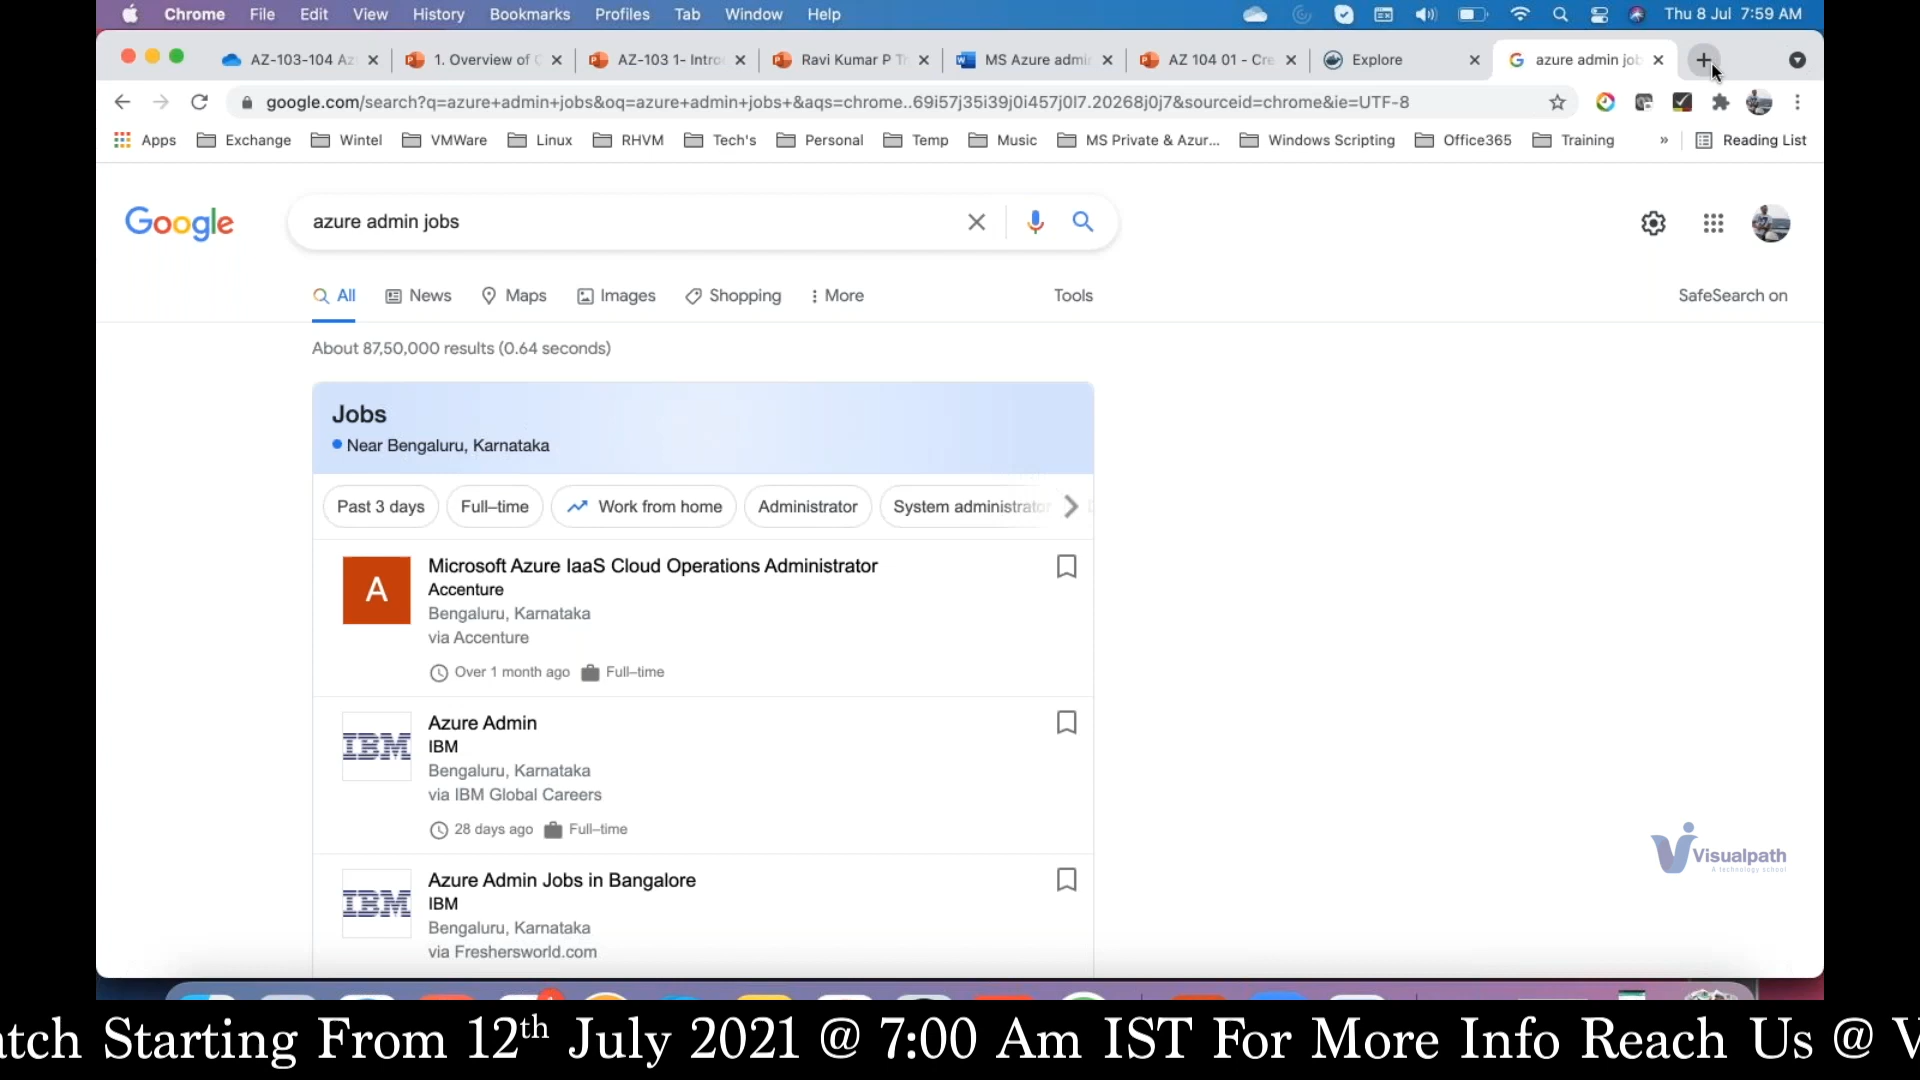 Chrome File Edit View History Bookmarks Profiles Tab Window Help Thu 8 Jul 7:59 AM
AZ-103-104 Az 1. Overview of C AZ-103 1- Intro Ravi Kumar P T MS Azure admi AZ 104 01 - Cre Explore azure admin job
google.com/search?q=azure+admin+jobs&oq=azure+admin+jobs+&aqs=chrome..69i57j35i39j0i457j0l7.20268j0j7&sourceid=chrome&ie=UTF-8
Apps Exchange Wintel VMWare Linux RHVM Tech's Personal Temp Music MS Private & Azur... Windows Scripting Office365 Training » Reading List
Google azure admin jobs
All News Maps Images Shopping More Tools SafeSearch on
About 87,50,000 results (0.64 seconds)
Jobs
Near Bengaluru, Karnataka
Past 3 days Full–time Work from home Administrator System administrator
A
Microsoft Azure IaaS Cloud Operations Administrator
Accenture
Bengaluru, Karnataka
via Accenture
Over 1 month ago Full–time
IBM
Azure Admin
IBM
Bengaluru, Karnataka
via IBM Global Careers
28 days ago Full–time
IBM
Azure Admin Jobs in Bangalore
IBM
Bengaluru, Karnataka
via Freshersworld.com
Visualpath
A technology school
atch Starting From 12th July 2021 @ 7:00 Am IST For More Info Reach Us @ V